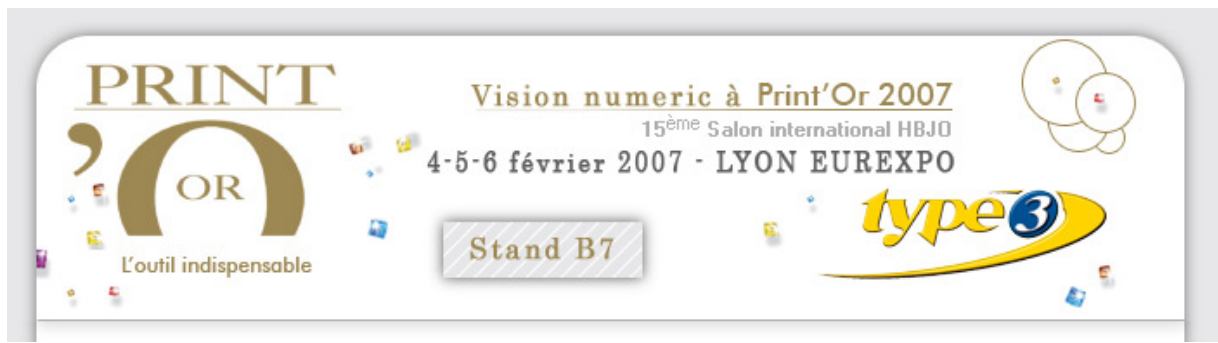 PRINT
'OR
L'outil indispensable
Vision numeric à Print'Or 2007
15ème Salon international HBJO
4-5-6 février 2007 - LYON EUREXPO
Stand B7
type3